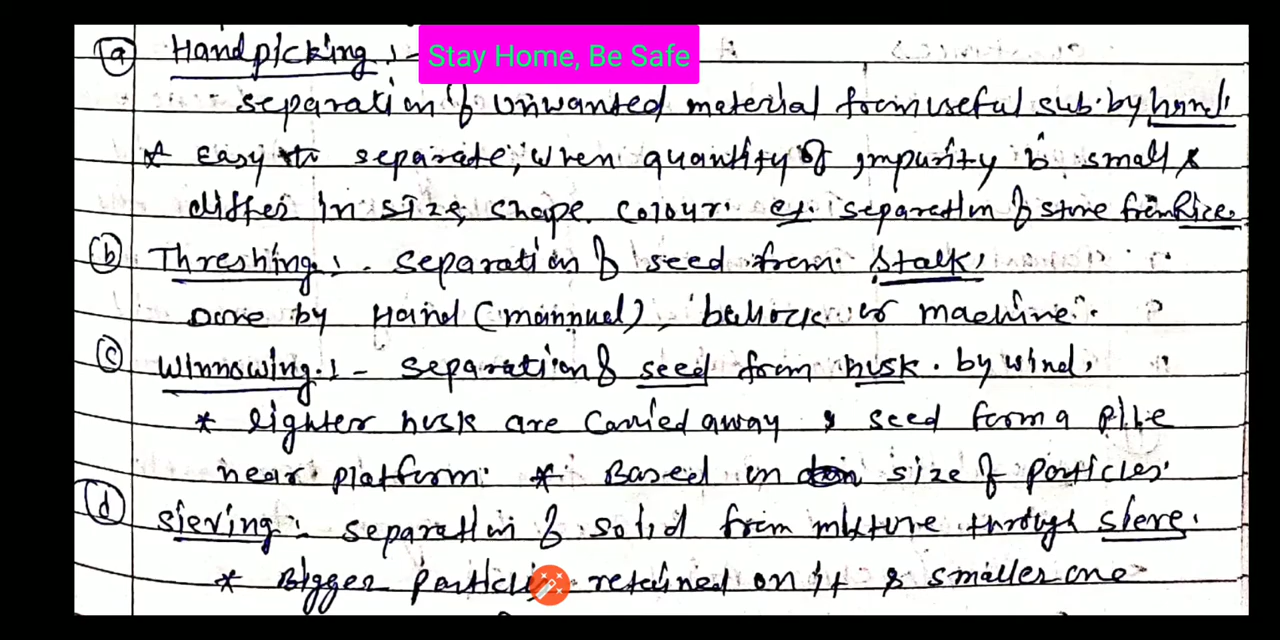 (a) Handpicking :-
Stay Home, Be Safe
separation of unwanted material from useful sub. by hand.
* Easy to separate, when quantity of impurity is small &
differ in size, shape. colour. eg. separation of stone from Rice.
(b) Threshing :- separation of seed from stalk.
Done by Hand (mannual), bullock or machine.
(c) Winnowing :- separation of seed from husk. by wind.
* lighter husk are carried away & seed form a pile
near platform. * Based on size of particles.
(d) sieving :- separation of solid from mixture through sieve.
* Bigger particles retained on it & smaller one